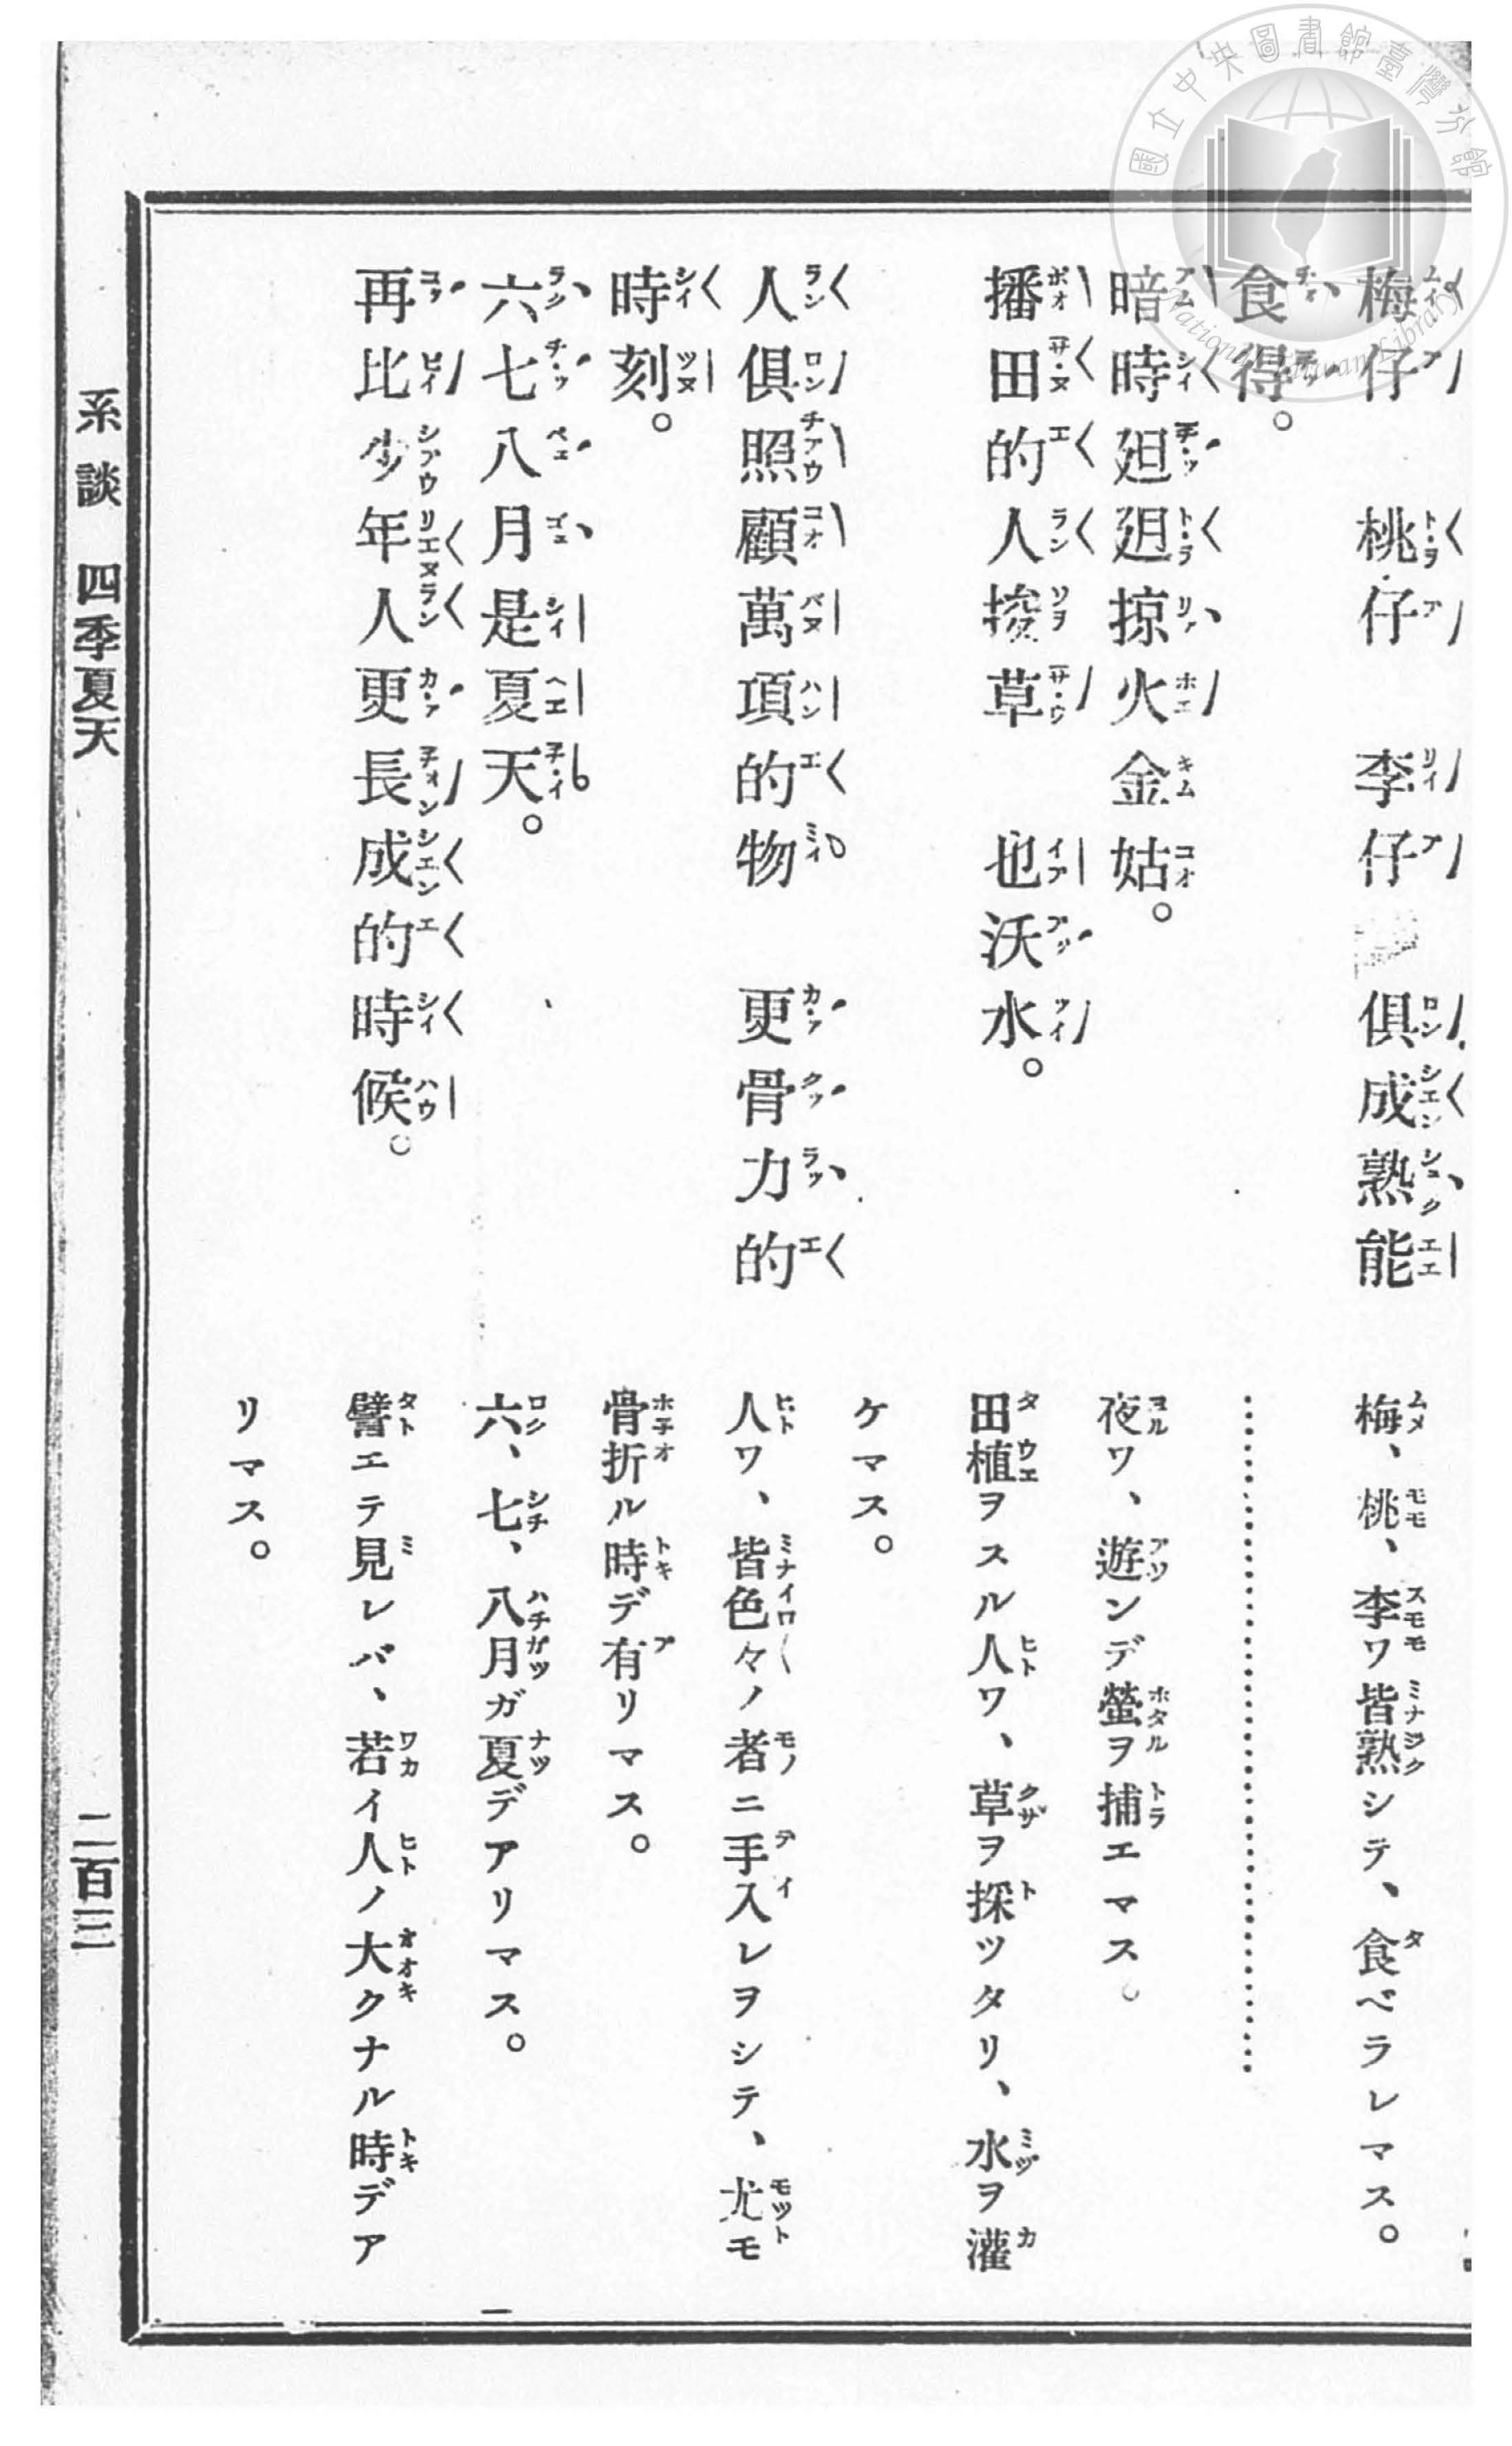 國立中央圖書館臺灣分館
National Taiwan Library
梅仔 桃仔 李仔 俱成熟能
食得。
暗時𨑨迌掠火金姑。
播田的人挼草 也沃水。
人俱照顧萬項的物 更骨力的
時刻。
六七八月是夏天。
再比少年人更長成的時候。
梅、桃、李ワ皆熟シテ、食ベラレマス。
夜ワ、遊ンデ螢ヲ捕エマス。
田植ヲスル人ワ、草ヲ採ツタリ、水ヲ灌
ケマス。
人ワ、皆色々ノ者ニ手入レヲシテ、尤モ
骨折ル時デ有リマス。
六、七、八月ガ夏デアリマス。
譬エテ見レバ、若イ人ノ大クナル時デア
リマス。
系談 四季夏天
二百三